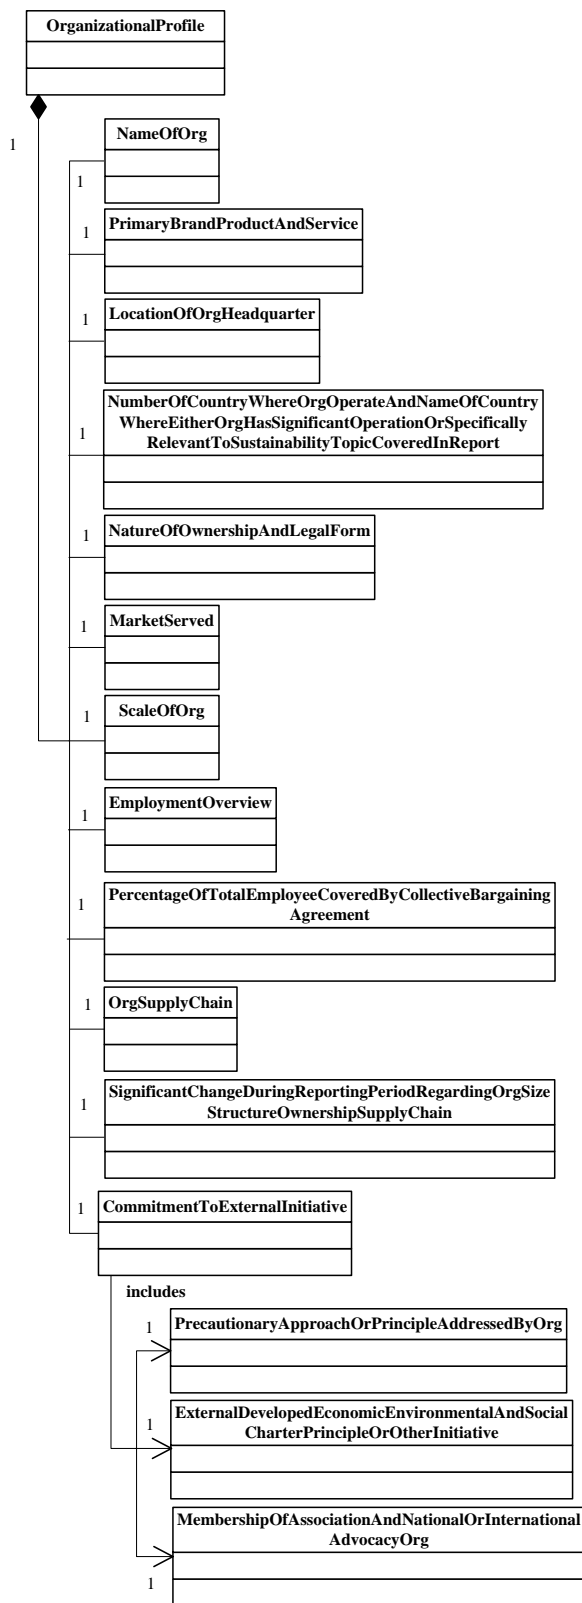 OrganizationalProfile
1
NameOfOrg
1
PrimaryBrandProductAndService
1
LocationOfOrgHeadquarter
1
NumberOfCountryWhereOrgOperateAndNameOfCountry
WhereEitherOrgHasSignificantOperationOrSpecifically
RelevantToSustainabilityTopicCoveredInReport
1
NatureOfOwnershipAndLegalForm
1
MarketServed
1
ScaleOfOrg
1
EmploymentOverview
1
PercentageOfTotalEmployeeCoveredByCollectiveBargaining
Agreement
1
OrgSupplyChain
1
SignificantChangeDuringReportingPeriodRegardingOrgSize
StructureOwnershipSupplyChain
1
CommitmentToExternalInitiative
1
includes
PrecautionaryApproachOrPrincipleAddressedByOrg
1
ExternalDevelopedEconomicEnvironmentalAndSocial
CharterPrincipleOrOtherInitiative
1
MembershipOfAssociationAndNationalOrInternational
AdvocacyOrg
1